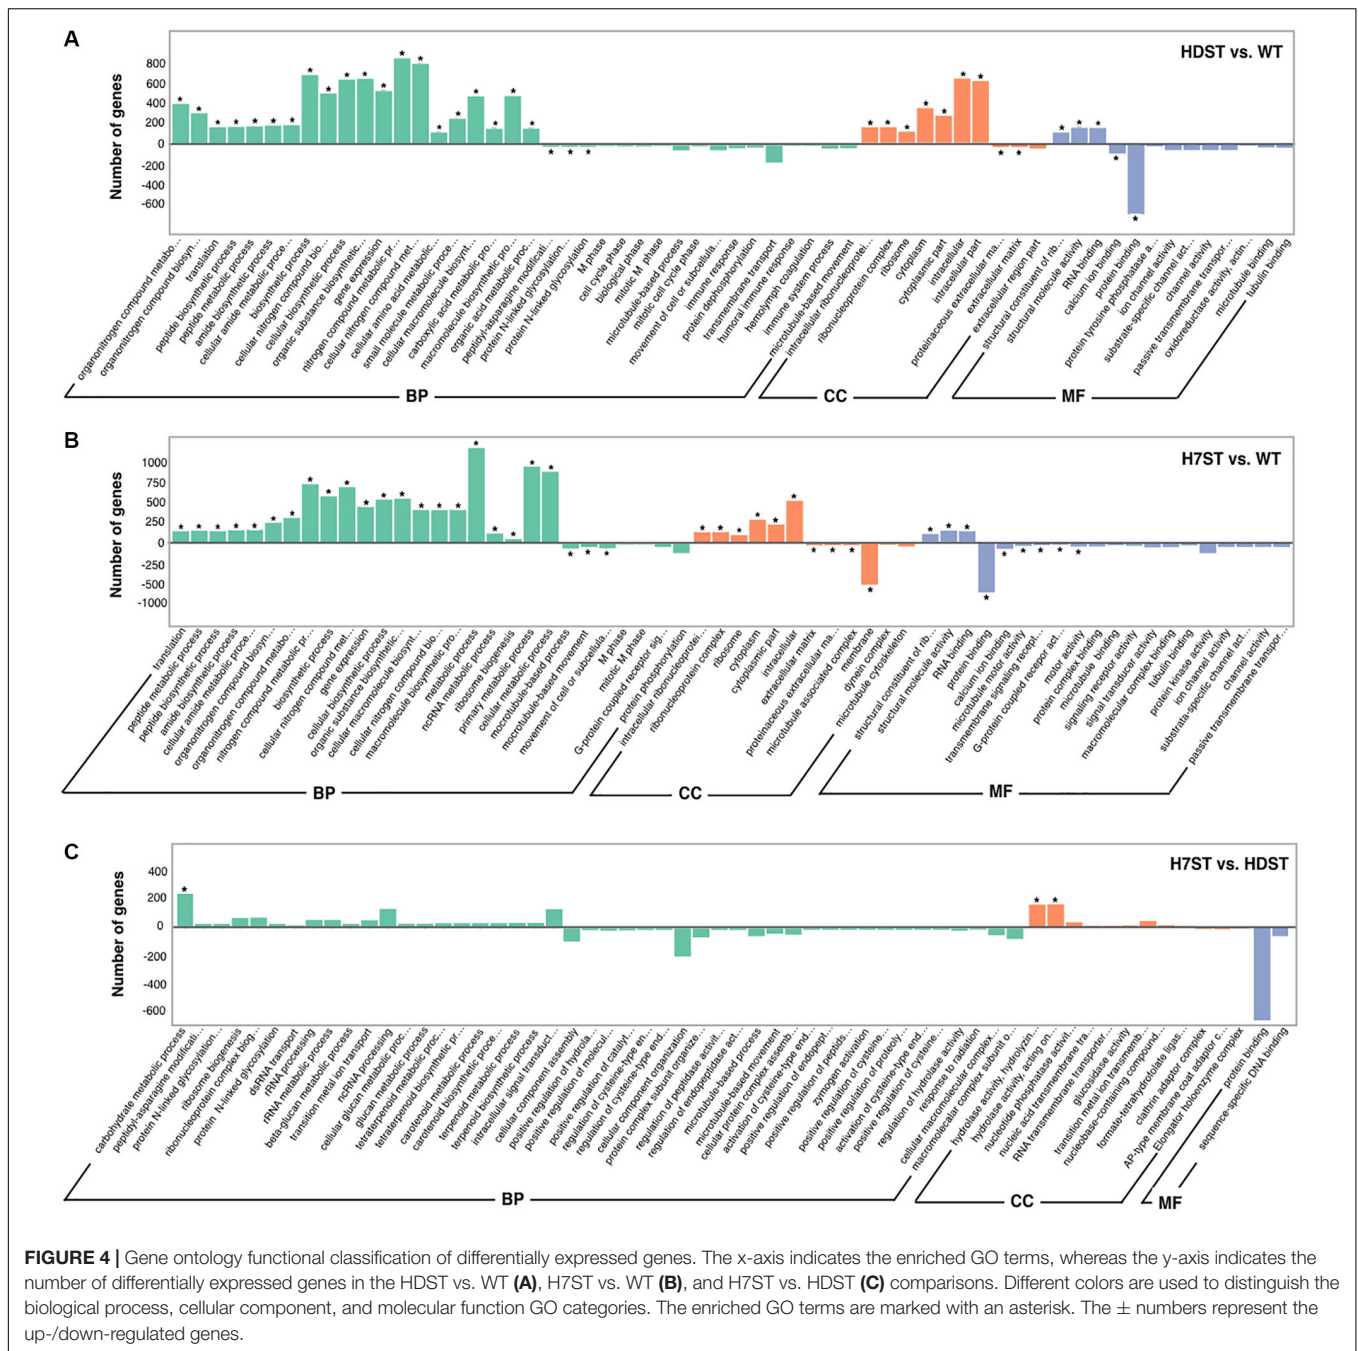 A
HDST vs. WT
Number of genes
800
600
400
200
0
-200
-400
-600
organonitrogen compound metabo...
organonitrogen compound biosyn...
translation
peptide biosynthetic process
peptide metabolic process
amide biosynthetic process
cellular amide metabolic proce...
biosynthetic process
cellular nitrogen compound bio...
cellular biosynthetic process
organic substance biosynthetic...
gene expression
nitrogen compound metabolic pr...
cellular nitrogen compound met...
cellular amino acid metabolic...
small molecule metabolic proce...
cellular macromolecule biosynt...
carboxylic acid metabolic pro...
macromolecule biosynthetic pro...
organic acid metabolic proc...
peptidyl-asparagine modificati...
protein N-linked glycosylation...
protein N-linked glycosylation
M phase
cell cycle phase
biological phase
mitotic M phase
microtubule-based process
mitotic cell cycle phase
movement of cell or subcellula...
immune response
protein dephosphorylation
transmembrane transport
humoral immune response
hemolymph coagulation
immune system process
microtubule-based movement
intracellular ribonucleoprotei...
ribonucleoprotein complex
ribosome
cytoplasm
cytoplasmic part
intracellular
intracellular part
proteinaceous extracellular ma...
extracellular matrix
extracellular region part
structural constituent of rib...
structural molecule activity
RNA binding
calcium ion binding
protein binding
protein tyrosine phosphatase a...
ion channel activity
substrate-specific channel act...
channel activity
passive transmembrane transpor...
oxidoreductase activity, actin...
microtubule binding
tubulin binding
BP
CC
MF
B
H7ST vs. WT
Number of genes
1000
750
500
250
0
-250
-500
-1000
translation
peptide metabolic process
peptide biosynthetic process
amide biosynthetic process
cellular amide metabolic proce...
organonitrogen compound biosyn...
organonitrogen compound metabo...
nitrogen compound metabolic pr...
biosynthetic process
cellular nitrogen compound met...
gene expression
cellular biosynthetic process
organic substance biosynthetic...
cellular macromolecule biosynt...
cellular nitrogen compound bio...
macromolecule biosynthetic pro...
metabolic process
ncRNA metabolic process
ribosome biogenesis
primary metabolic process
cellular metabolic process
mocrotubule-based process
mocrotubule-based movement
movement of cell or subcellula...
M phase
mitotic M phase
G-protein coupled receptor sig...
protein phosphorylation
intracellular ribonucleoprotei...
ribonucleoprotein complex
ribosome
cytoplasm
cytoplasmic part
intracellular
extracellular matrix
proteinaceous extracellular ma...
microtubule associated complex
membrane
dynein complex
microtubule cytoskeleton
structural constituent of rib...
structural molecule activity
RNA binding
protein binding
calcium ion binding
microtubule motor activity
transmembrane signaling recept...
G-protein coupled receptor act...
motor activity
protein complex binding
microtubule binding
signaling receptor activity
signal transducer activity
macromolecular complex binding
tubulin binding
protein kinase activity
ion channel activity
substrata-specific channel act...
channel activity
passive transmembrane transpor...
BP
CC
MF
C
H7ST vs. HDST
Number of genes
400
200
0
-200
-400
-600
carbohydrate metabolic process
peptidyl-asparagine modificati...
protein N-linked glycosylation...
ribosome biogenesis
ribonucleoprotein complex biog...
protein N-linked glycosylation
dsRNA transport
rRNA processing
rRNA metabolic process
beta-glucan metabolic process
transition metal ion transport
ncRNA processing
glucan metabolic proc...
cellular glucan metabolic process
tetraterpenoid metabolic proc...
tetraterpenoid biosynthetic pr...
carotenoid metabolic process
carotenoid biosynthetic proce...
terpenoid metabolic process
terpenoid biosynthetic process
intracellular signal transduct...
cellular component assembly
positive regulation of hydrola...
positive regulation of molecul...
positive regulation of catalyt...
regulation of cysteine-type en...
regulation of cysteine-type end...
cellular component organization
protein complex subunit organize...
regulation of peptidase activit...
regulation of endopeptidase act...
microtubule-based process
microtubule-based movement
cellular protein complex assemb...
activation of cysteine-type end...
positive regulation of endopept...
positive regulation of peptidas...
zymogen activation
positive regulation of cysteine...
positive regulation of proteoly...
activation of cysteine-type end...
positive regulation of cysteine...
regulation of hydrolase activity
response to radiation
cellular macromolecular complex...
macromolecular complex subunit o...
hydrolase activity, hydrolyzin...
hydrolase activity, acting on...
nucleotide phosphatase activit...
nucleic acid transmembrane tra...
RNA transmembrane transporter...
glucosidase activity
transition metal ion transmemb...
nucleobase-containing compound...
formate-tetrahydrofolate ligas...
clathrin adaptor complex
AP-type membrane coat adaptor c...
Elongator holoenzyme complex
protein binding
sequence-specific DNA binding
BP
CC
MF
FIGURE 4 | Gene ontology functional classification of differentially expressed genes. The x-axis indicates the enriched GO terms, whereas the y-axis indicates the
number of differentially expressed genes in the HDST vs. WT (A), H7ST vs. WT (B), and H7ST vs. HDST (C) comparisons. Different colors are used to distinguish the
biological process, cellular component, and molecular function GO categories. The enriched GO terms are marked with an asterisk. The ± numbers represent the
up-/down-regulated genes.